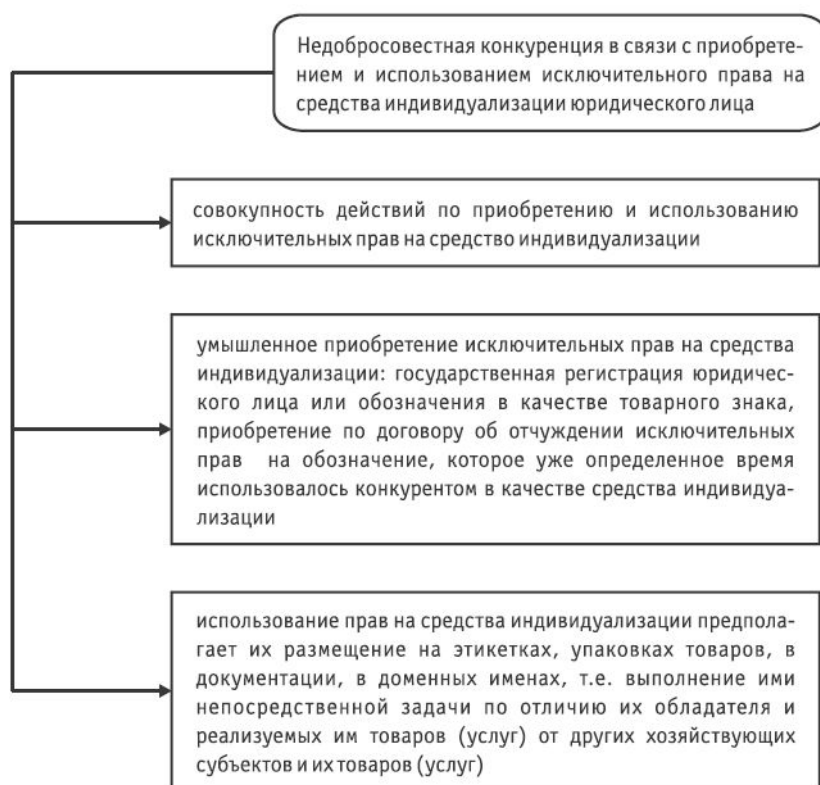 Недобросовестная конкуренция в связи с приобрете-
нием и использованием исключительного права на
средства индивидуализации юридического лица
совокупность действий по приобретению и использованию
исключительных прав на средство индивидуализации
умышленное приобретение исключительных прав на средства
индивидуализации: государственная регистрация юридичес-
кого лица или обозначения в качестве товарного знака,
приобретение по договору об отчуждении исключительных
прав на обозначение, которое уже определенное время
использовалось конкурентом в качестве средства индивидуа-
лизации
использование прав на средства индивидуализации предпола-
гает их размещение на этикетках, упаковках товаров, в
документации, в доменных именах, т.е. выполнение ими
непосредственной задачи по отличию их обладателя и
реализуемых им товаров (услуг) от других хозяйствующих
субъектов и их товаров (услуг)